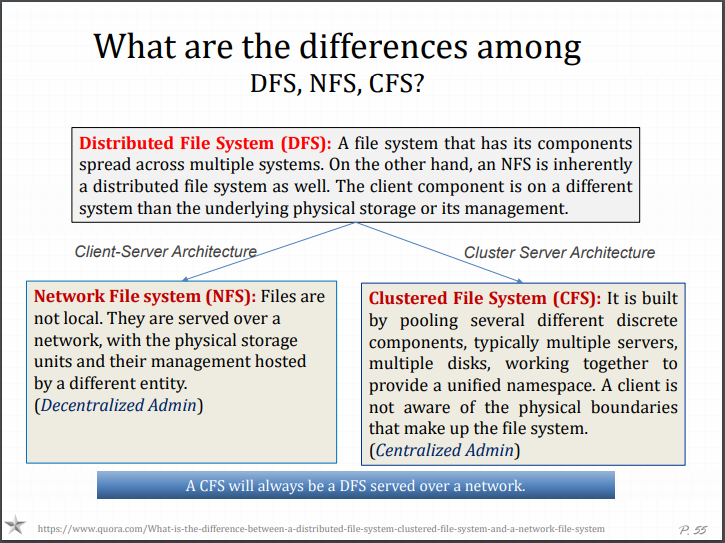 What are the differences among
DFS, NFS, CFS?
Distributed File System (DFS): A file system that has its components
spread across multiple systems. On the other hand, an NFS is inherently
a distributed file system as well. The client component is on a different
system than the underlying physical storage or its management.
Client-Server Architecture
Cluster Server Architecture
Network File system (NFS): Files are
not local. They are served over a
network, with the physical storage
units and their management hosted
by a different entity.
(Decentralized Admin)
Clustered File System (CFS): It is built
by pooling several different discrete
components, typically multiple servers,
multiple disks, working together to
provide a unified namespace. A client is
not aware of the physical boundaries
that make up the file system.
(Centralized Admin)
A CFS will always be a DFS served over a network.
https://www.quora.com/What-is-the-difference-between-a-distributed-file-system-clustered-file-system-and-a-network-file-system
P. 55